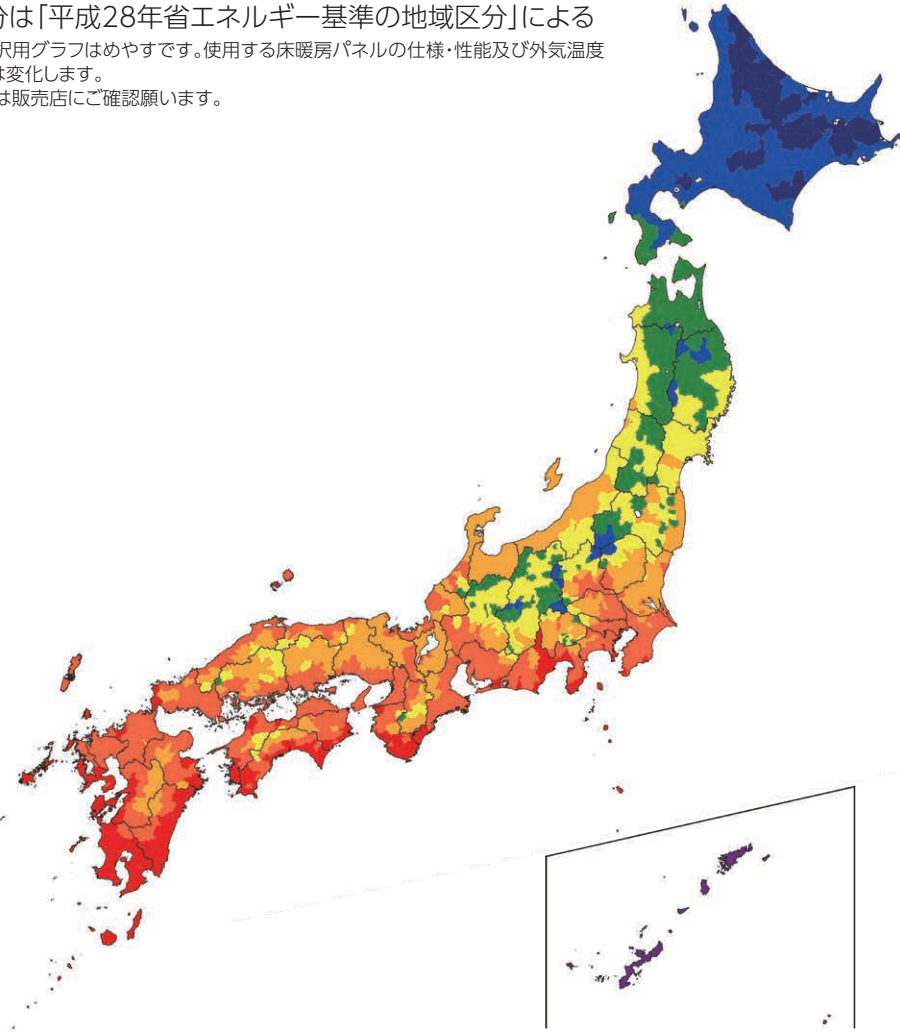 は「平成28年省エネルギー基準の地域区分」による
択用グラフはめやすです。使用する床暖房パネルの仕様・性能及び外気温度
は変化します。
は販売店にご確認願います。